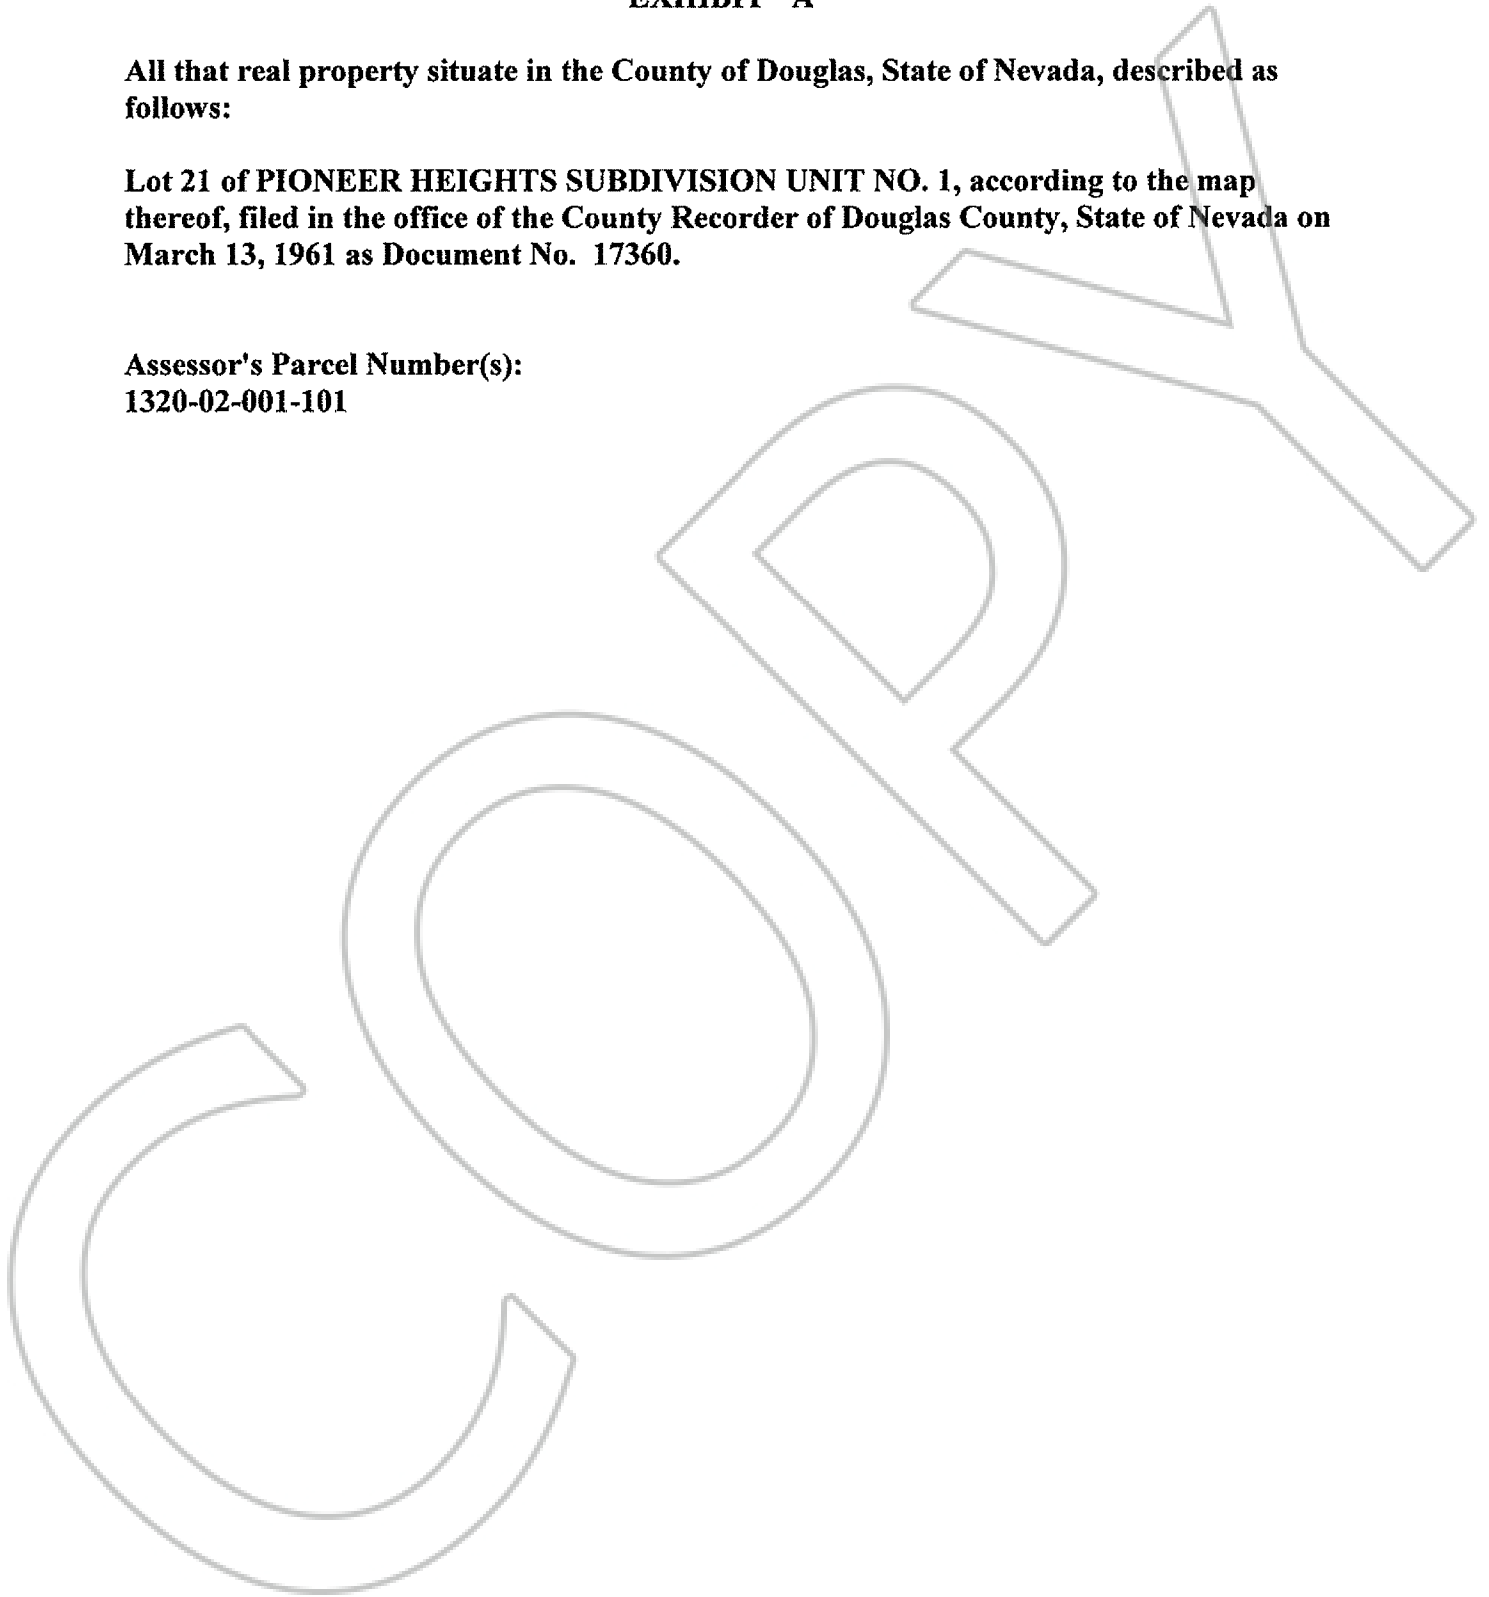 EXHIBIT "A"
All that real property situate in the County of Douglas, State of Nevada, described as
follows:
Lot 21 of PIONEER HEIGHTS SUBDIVISION UNIT NO. 1, according to the map
thereof, filed in the office of the County Recorder of Douglas County, State of Nevada on
March 13, 1961 as Document No.  17360.
Assessor's Parcel Number(s):
1320-02-001-101
COPY